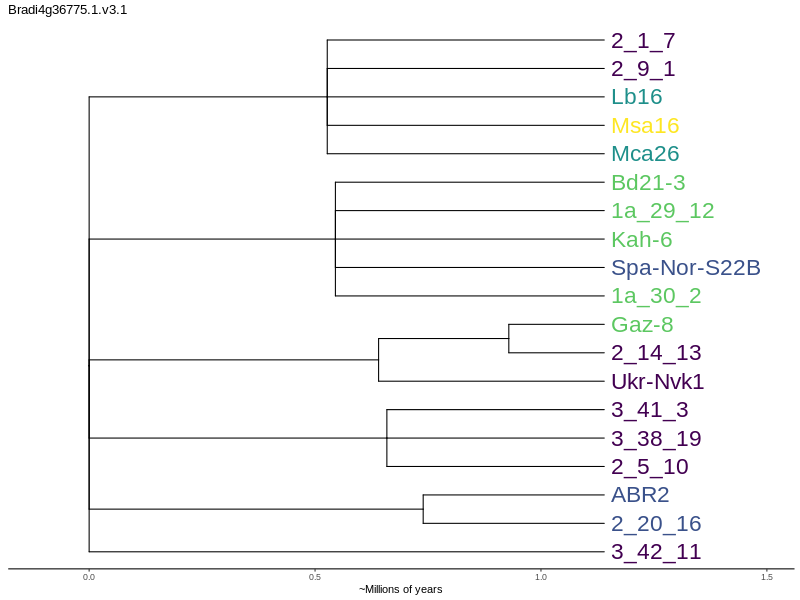 Bradi4g36775.1.v3.1
2_1_7
2_9_1
Lb16
Msa16
Mca26
Bd21-3
1a_29_12
Kah-6
Spa-Nor-S22B
1a_30_2
Gaz-8
2_14_13
Ukr-Nvk1
3_41_3
3_38_19
2_5_10
ABR2
2_20_16
3_42_11
0.0 0.5 1.0 1.5
~Millions of years